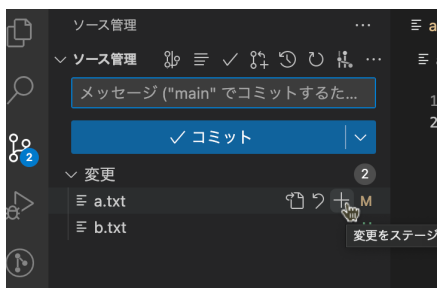 ソース管理
ソース管理
メッセージ ("main" でコミットするた...
コミット
変更 2
a.txt M
b.txt
変更をステージ
a
1
2
2